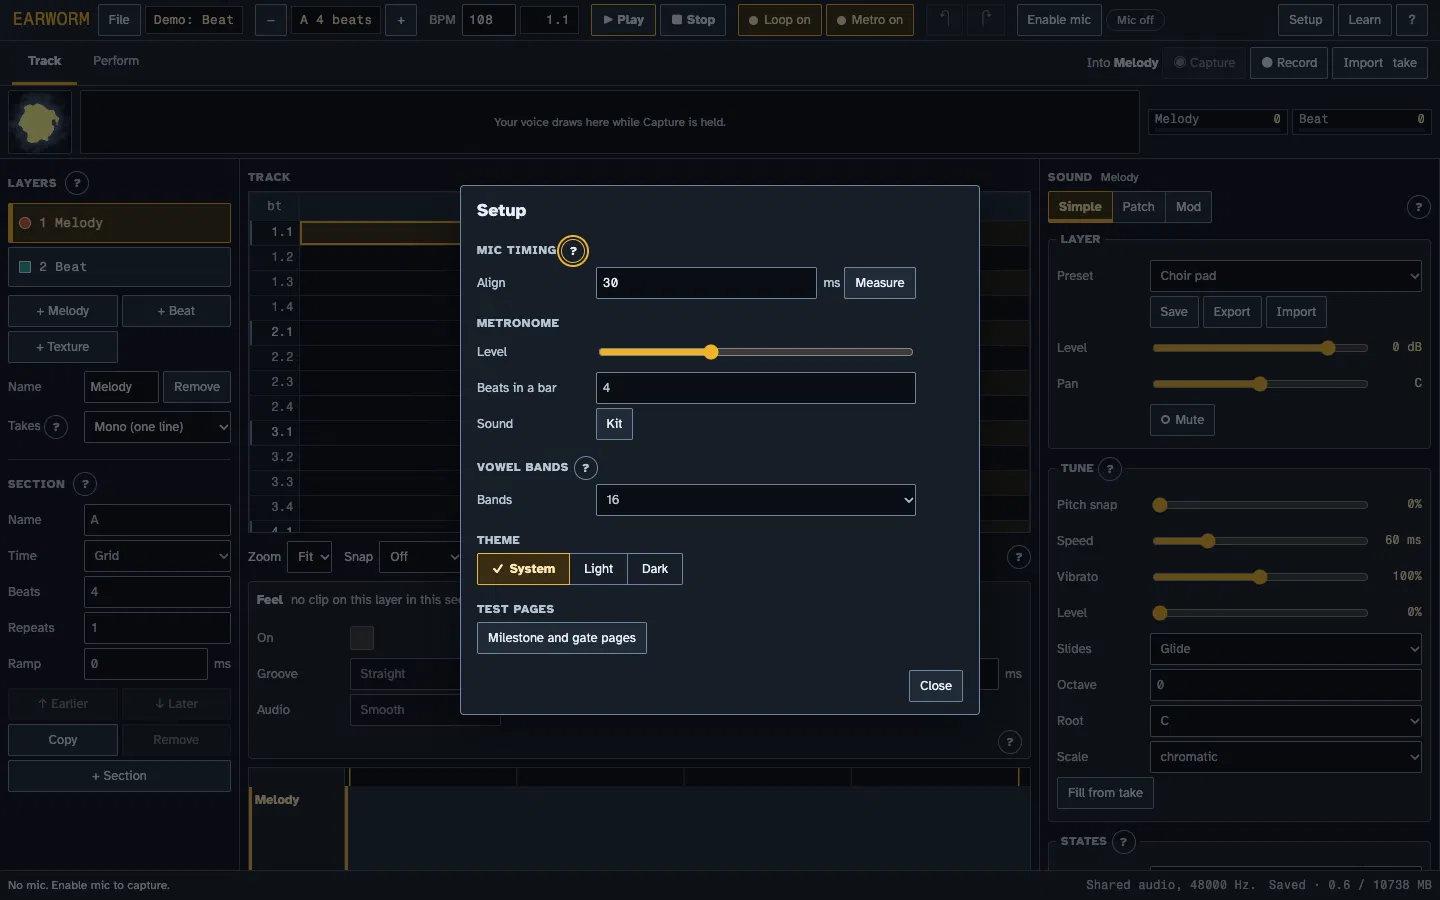 EARWORM File Demo: Beat − A 4 beats + BPM 108 1.1 Play Stop Loop on Metro on Enable mic Mic off Setup Learn ?
Track Perform Into Melody Capture Record Import take
Your voice draws here while Capture is held.
Melody 0 Beat 0
LAYERS ?
1 Melody
2 Beat
+ Melody + Beat
+ Texture
Name Melody Remove
Takes ? Mono (one line)
SECTION ?
Name A
Time Grid
Beats 4
Repeats 1
Ramp 0 ms
↑ Earlier ↓ Later
Copy Remove
+ Section
TRACK
bt
1.1
1.2
1.3
1.4
2.1
2.2
2.3
2.4
3.1
3.2
3.3
3.4
4.1
Zoom Fit Snap Off ?
Feel no clip on this layer in this sec
On
Groove Straight ms
Audio Smooth
?
Melody
Setup
MIC TIMING ?
Align 30 ms Measure
METRONOME
Level
Beats in a bar 4
Sound Kit
VOWEL BANDS ?
Bands 16
THEME
✓ System Light Dark
TEST PAGES
Milestone and gate pages
Close
SOUND Melody
Simple Patch Mod ?
LAYER
Preset Choir pad
Save Export Import
Level 0 dB
Pan C
Mute
TUNE ?
Pitch snap 0%
Speed 60 ms
Vibrato 100%
Level 0%
Slides Glide
Octave 0
Root C
Scale chromatic
Fill from take
STATES ?
No mic. Enable mic to capture.
Shared audio, 48000 Hz. Saved · 0.6 / 10738 MB